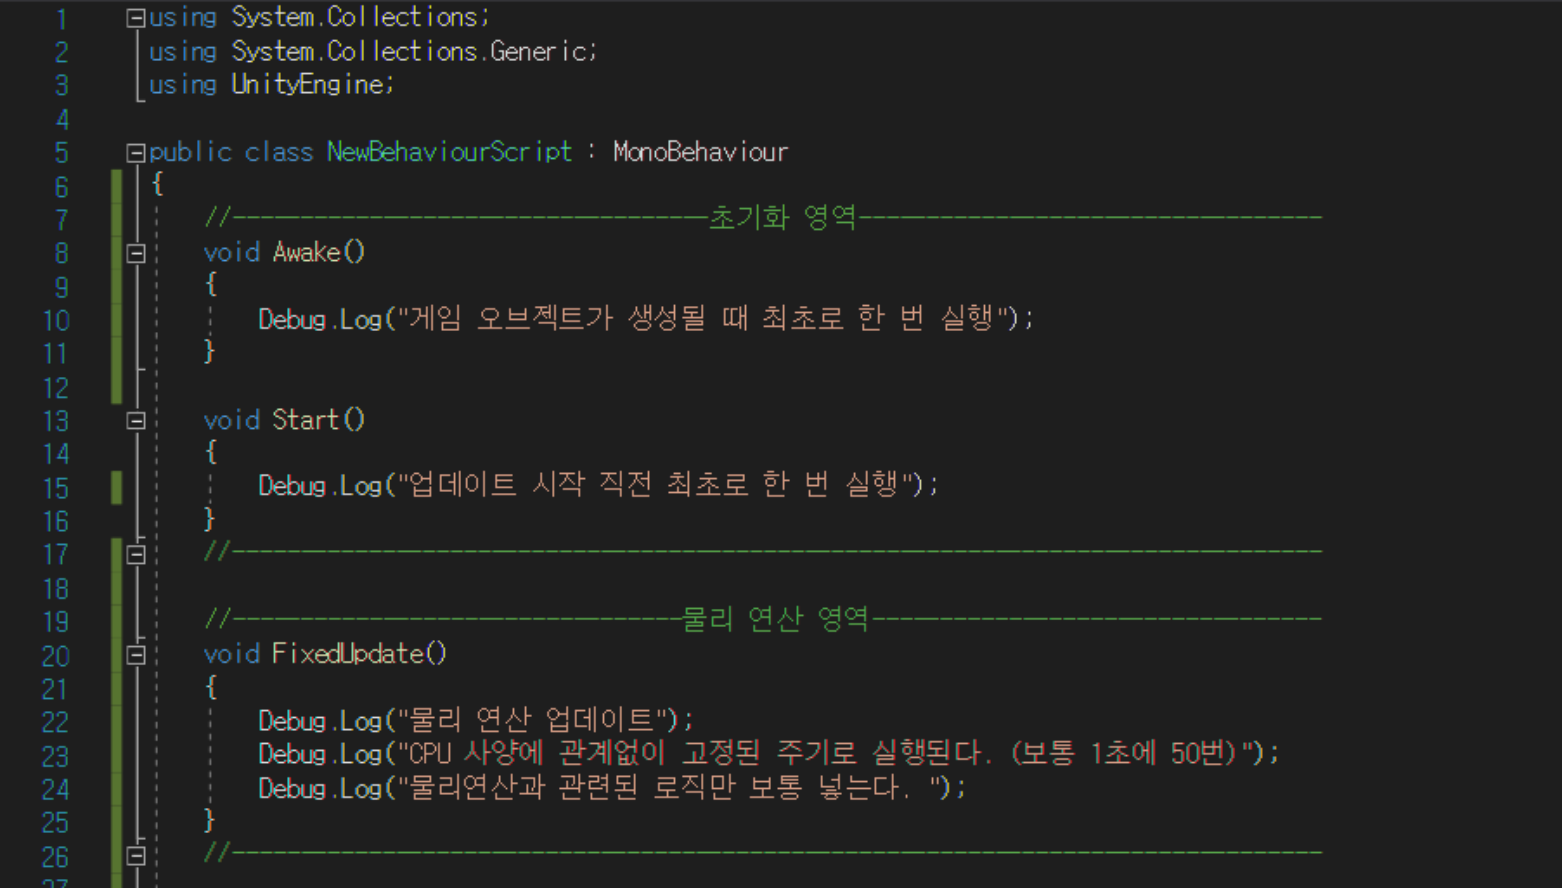 1 using System.Collections;
2 using System.Collections.Generic;
3 using UnityEngine;
4
5 public class NewBehaviourScript : MonoBehaviour
6 {
7 //-----------------------------------초기화 영역----------------------------------
8 void Awake()
9 {
10 Debug.Log("게임 오브젝트가 생성될 때 최초로 한 번 실행");
11 }
12
13 void Start()
14 {
15 Debug.Log("업데이트 시작 직전 최초로 한 번 실행");
16 }
17 //--------------------------------------------------------------------------------
18
19 //---------------------------------물리 연산 영역---------------------------------
20 void FixedUpdate()
21 {
22 Debug.Log("물리 연산 업데이트");
23 Debug.Log("CPU 사양에 관계없이 고정된 주기로 실행된다. (보통 1초에 50번)");
24 Debug.Log("물리연산과 관련된 로직만 보통 넣는다. ");
25 }
26 //--------------------------------------------------------------------------------
27